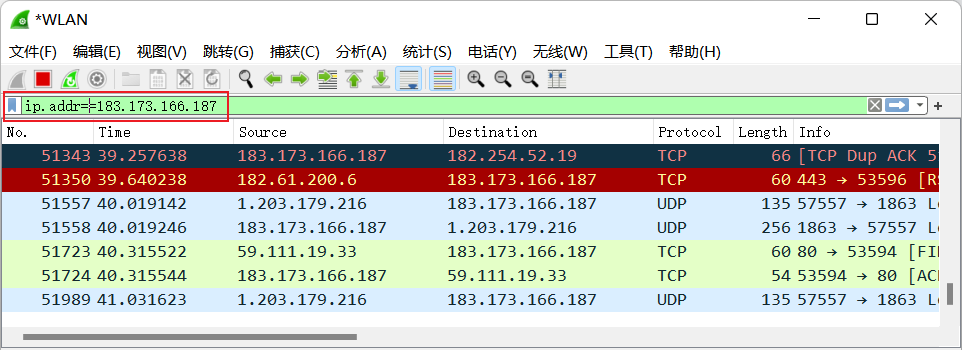 *WLAN
文件(F) 编辑(E) 视图(V) 跳转(G) 捕获(C) 分析(A) 统计(S) 电话(Y) 无线(W) 工具(T) 帮助(H)
ip.addr==183.173.166.187
No. Time Source Destination Protocol Length Info
51343 39.257638 183.173.166.187 182.254.52.19 TCP 66 [TCP Dup ACK 5
51350 39.640238 182.61.200.6 183.173.166.187 TCP 60 443 → 53596 [RS
51557 40.019142 1.203.179.216 183.173.166.187 UDP 135 57557 → 1863 Le
51558 40.019246 183.173.166.187 1.203.179.216 UDP 256 1863 → 57557 Le
51723 40.315522 59.111.19.33 183.173.166.187 TCP 60 80 → 53594 [FIN
51724 40.315544 183.173.166.187 59.111.19.33 TCP 54 53594 → 80 [ACK
51989 41.031623 1.203.179.216 183.173.166.187 UDP 135 57557 → 1863 Le